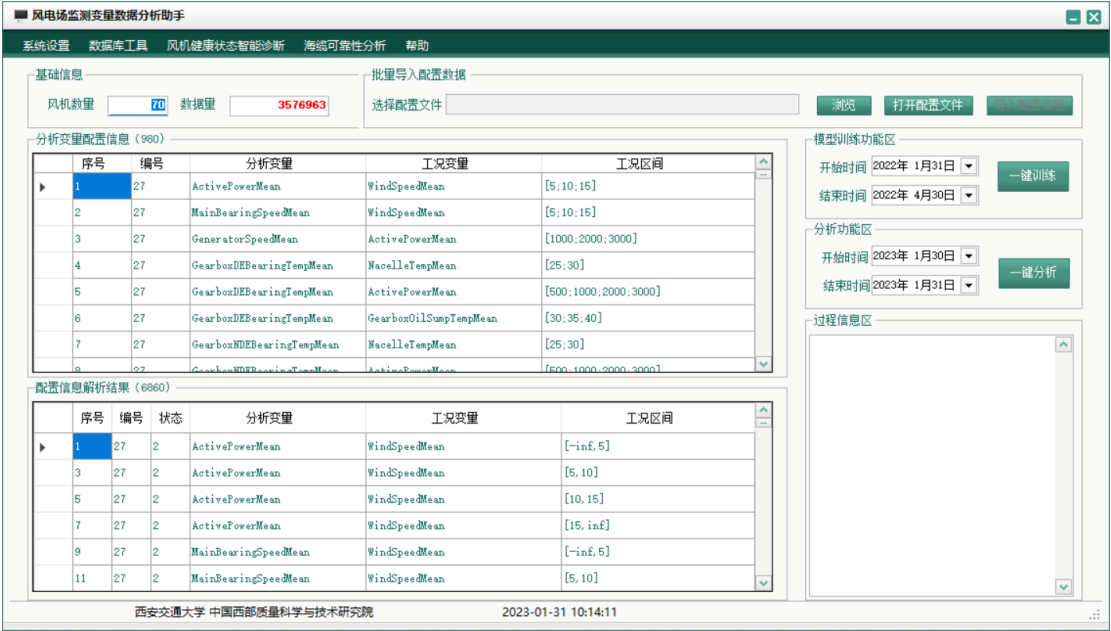 风电场监测变量数据分析助手
系统设置 数据库工具 风机健康状态智能诊断 海缆可靠性分析 帮助
基础信息
风机数量 70 数据量 3576963
批量导入配置数据
选择配置文件 浏览 打开配置文件
分析变量配置信息（980）
序号 编号 分析变量 工况变量 工况区间
1 27 ActivePowerMean WindSpeedMean [5;10;15]
2 27 MainBearingSpeedMean WindSpeedMean [5;10;15]
3 27 GeneratorSpeedMean ActivePowerMean [1000;2000;3000]
4 27 GearboxDEBearingTempMean NacelleTempMean [25;30]
5 27 GearboxDEBearingTempMean ActivePowerMean [500;1000;2000;3000]
6 27 GearboxDEBearingTempMean GearboxOilSumpTempMean [30;35;40]
7 27 GearboxNDEBearingTempMean NacelleTempMean [25;30]
8 27 GearboxNDEBearingTempMean ActivePowerMean [500;1000;2000;3000]
配置信息解析结果（6860）
序号 编号 状态 分析变量 工况变量 工况区间
1 27 2 ActivePowerMean WindSpeedMean [-inf,5]
3 27 2 ActivePowerMean WindSpeedMean [5,10]
5 27 2 ActivePowerMean WindSpeedMean [10,15]
7 27 2 ActivePowerMean WindSpeedMean [15,inf]
9 27 2 MainBearingSpeedMean WindSpeedMean [-inf,5]
11 27 2 MainBearingSpeedMean WindSpeedMean [5,10]
模型训练功能区
开始时间 2022年 1月31日
结束时间 2022年 4月30日
一键训练
分析功能区
开始时间 2023年 1月30日
结束时间 2023年 1月31日
一键分析
过程信息区
西安交通大学 中国西部质量科学与技术研究院 2023-01-31 10:14:11